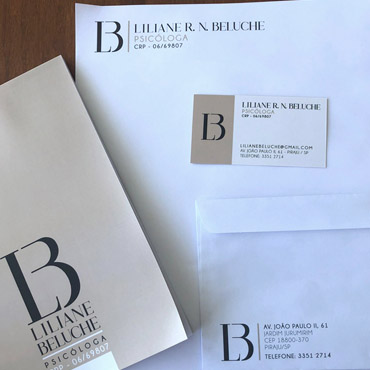 LB
LILIANE R. N. BELUCHE
PSICÓLOGA
CRP - 06/69807
LB
LILIANE R. N. BELUCHE
PSICÓLOGA
CRP - 06/69807
LILIANEBELUCHE@GMAIL.COM
AV. JOÃO PAULO II, 61 - PIRAJU / SP
TELEFONE: 3351 2714
LB
LILIANE
BELUCHE
PSICÓLOGA
CRP - 06/69807
LB
AV. JOÃO PAULO II, 61
JARDIM JURUMIRIM
CEP 18800-370
PIRAJU/SP
TELEFONE: 3351 2714